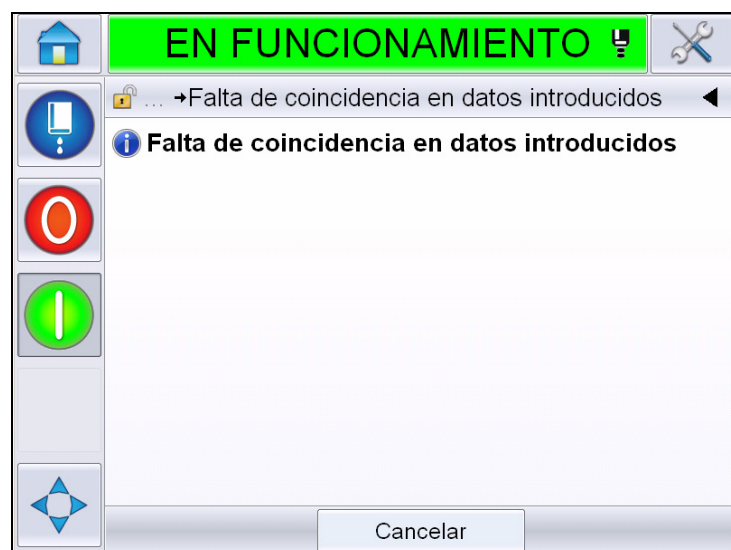 EN FUNCIONAMIENTO
... →Falta de coincidencia en datos introducidos
Falta de coincidencia en datos introducidos
Cancelar